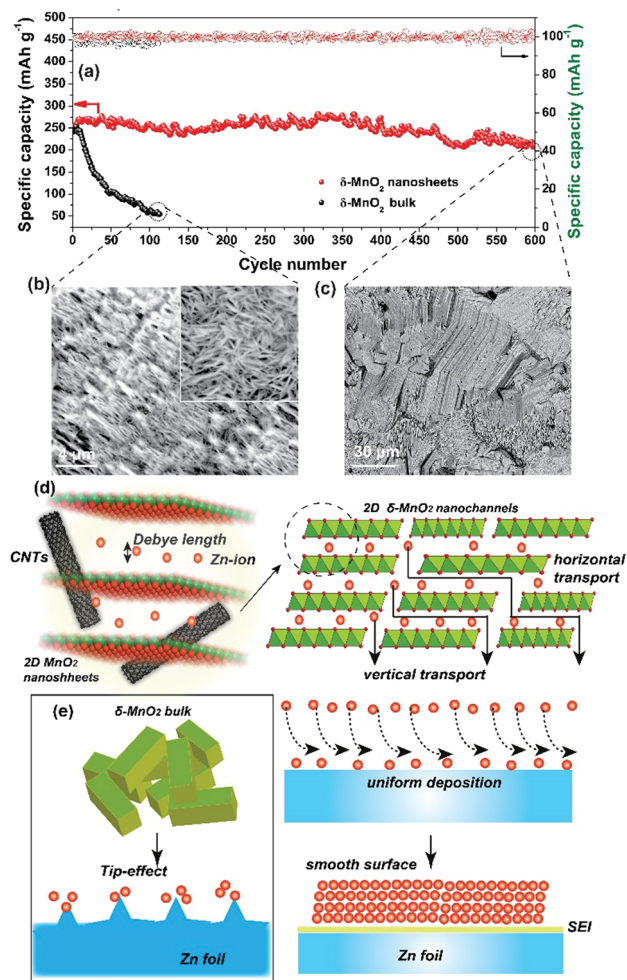 450
400
350
300
250
200
150
100
50
100
80
60
40
20
0
Specific capacity (mAh g⁻¹)
Specific capacity (mAh g⁻¹)
(a)
δ-MnO₂ nanosheets
δ-MnO₂ bulk
0 50 100 150 200 250 300 350 400 450 500 550 600
Cycle number
(b)
4 μm
(c)
30 μm
(d)
CNTs
Debye length
Zn-ion
2D MnO₂
nanoshheets
2D δ-MnO₂ nanochannels
horizontal
transport
vertical transport
(e)
δ-MnO₂ bulk
Tip-effect
Zn foil
uniform deposition
smooth surface
SEI
Zn foil